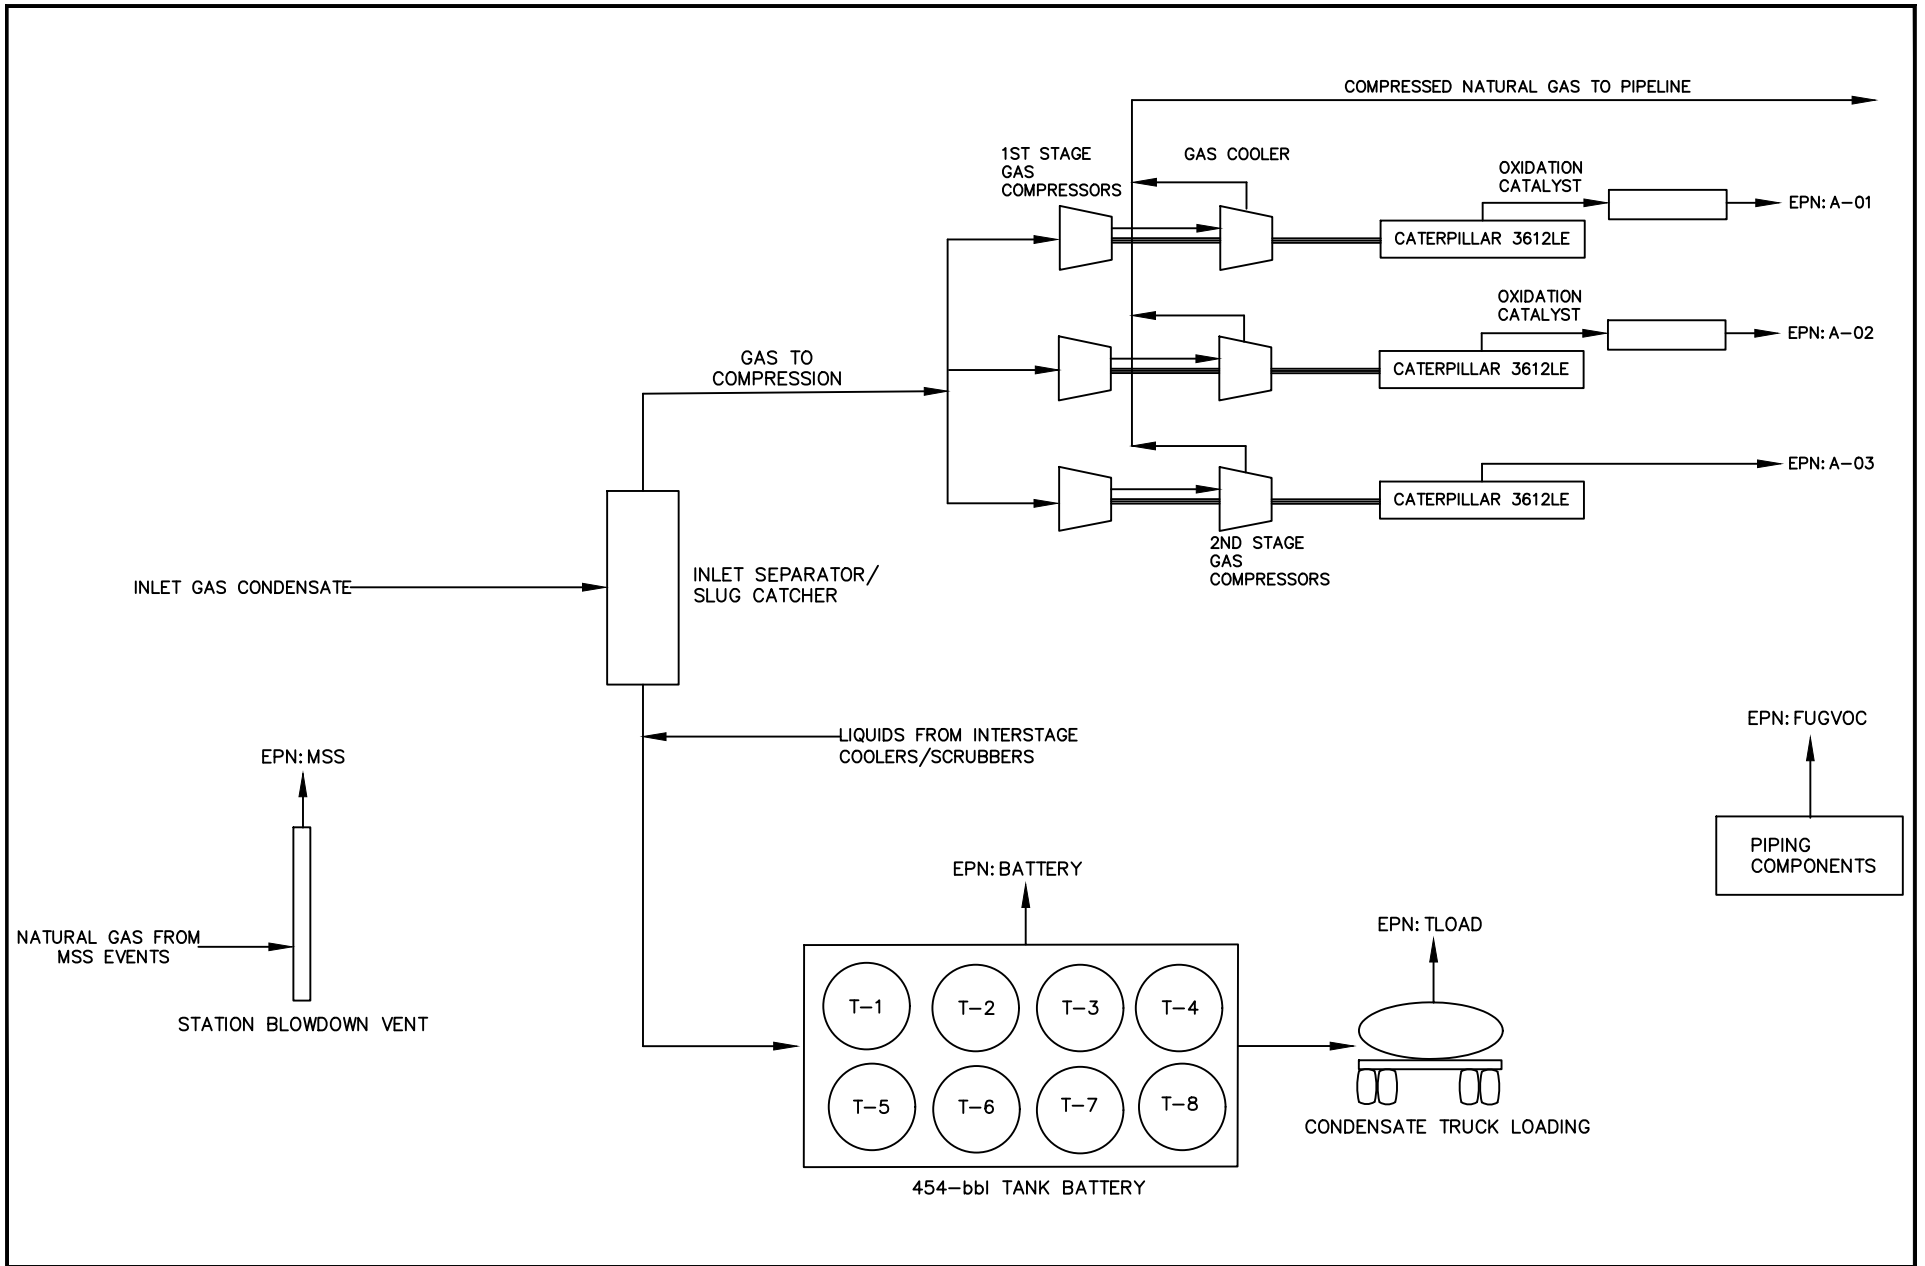 COMPRESSED NATURAL GAS TO PIPELINE
1ST STAGE
GAS
COMPRESSORS
GAS COOLER
OXIDATION
CATALYST
EPN: A-01
CATERPILLAR 3612LE
OXIDATION
CATALYST
EPN: A-02
CATERPILLAR 3612LE
GAS TO
COMPRESSION
EPN: A-03
CATERPILLAR 3612LE
2ND STAGE
GAS
COMPRESSORS
INLET GAS CONDENSATE
INLET SEPARATOR/
SLUG CATCHER
LIQUIDS FROM INTERSTAGE
COOLERS/SCRUBBERS
EPN: FUGVOC
PIPING
COMPONENTS
EPN: MSS
NATURAL GAS FROM
MSS EVENTS
STATION BLOWDOWN VENT
EPN: BATTERY
T-1
T-2
T-3
T-4
T-5
T-6
T-7
T-8
454-bbl TANK BATTERY
EPN: TLOAD
CONDENSATE TRUCK LOADING